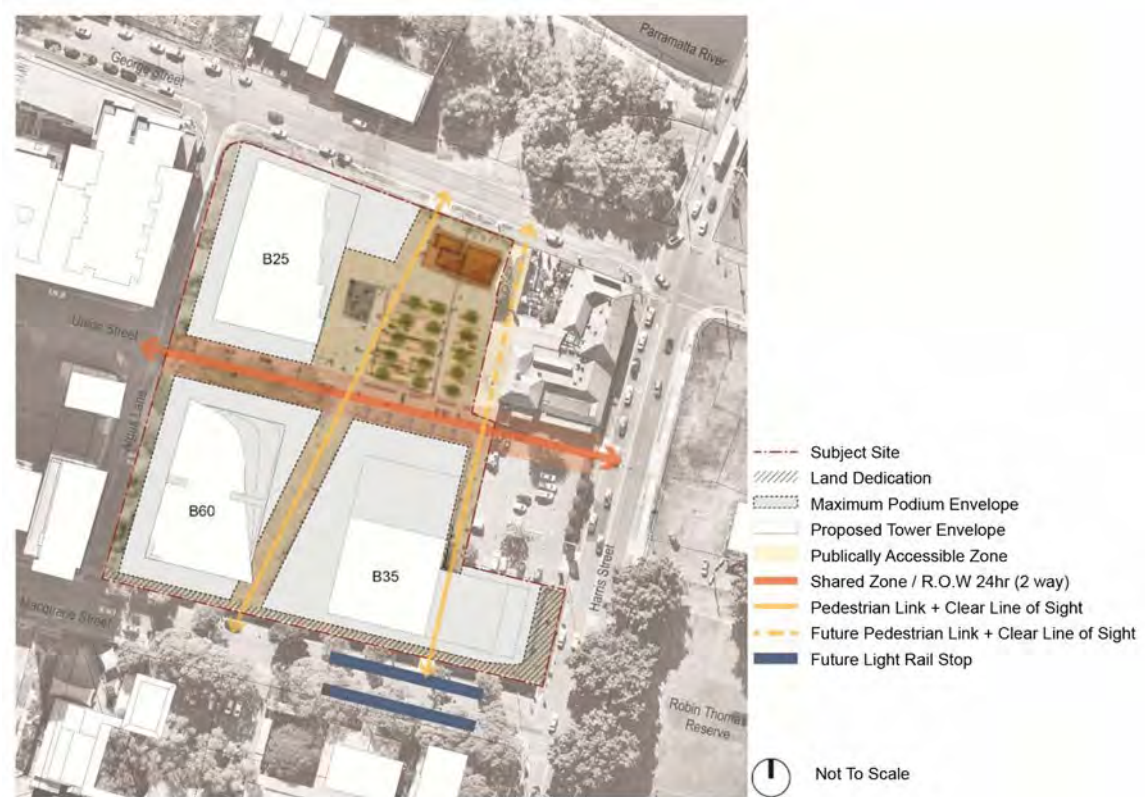 Parramatta River
George Street
B25
Union Street
Argus Lane
B60
B35
Harris Street
Macquarie Street
Robin Thomas
Reserve
Subject Site
Land Dedication
Maximum Podium Envelope
Proposed Tower Envelope
Publically Accessible Zone
Shared Zone / R.O.W 24hr (2 way)
Pedestrian Link + Clear Line of Sight
Future Pedestrian Link + Clear Line of Sight
Future Light Rail Stop
Not To Scale